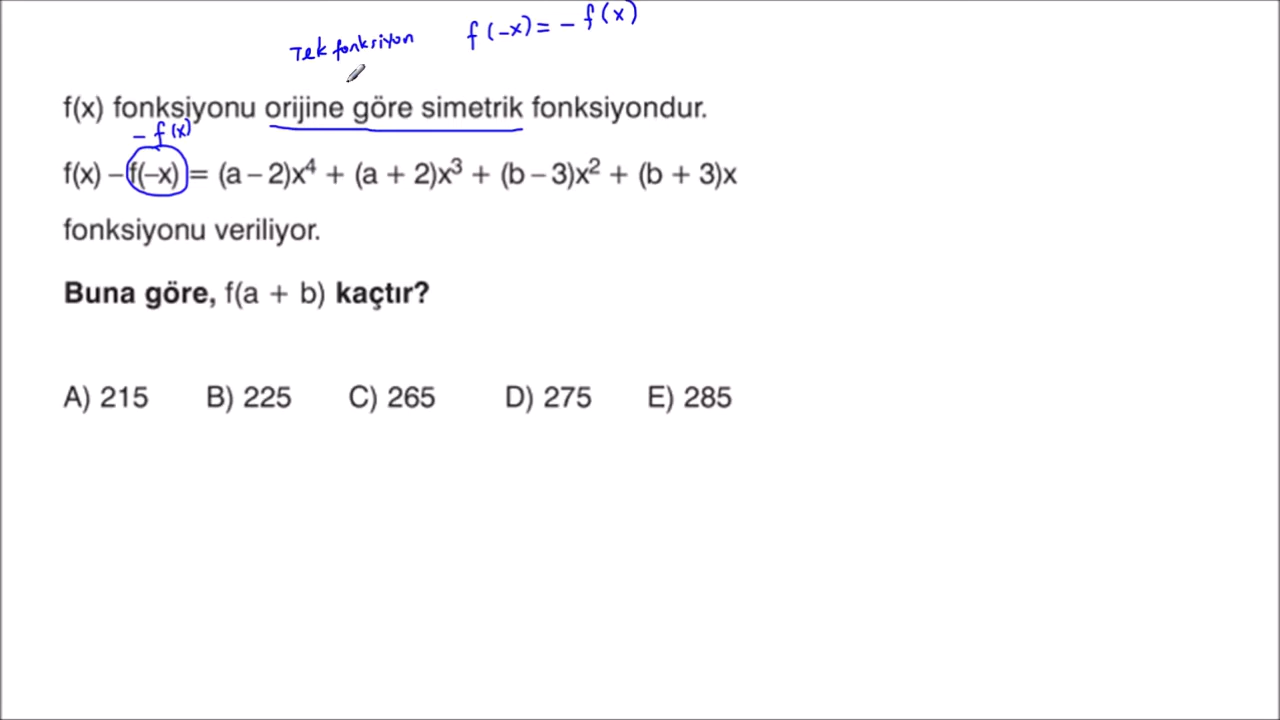 Tek fonksiyon f(-x) = - f(x)
f(x) fonksiyonu orijine göre simetrik fonksiyondur.
- f(x)
f(x) – f(–x) = (a – 2)x⁴ + (a + 2)x³ + (b – 3)x² + (b + 3)x
fonksiyonu veriliyor.
Buna göre, f(a + b) kaçtır?
A) 215 B) 225 C) 265 D) 275 E) 285